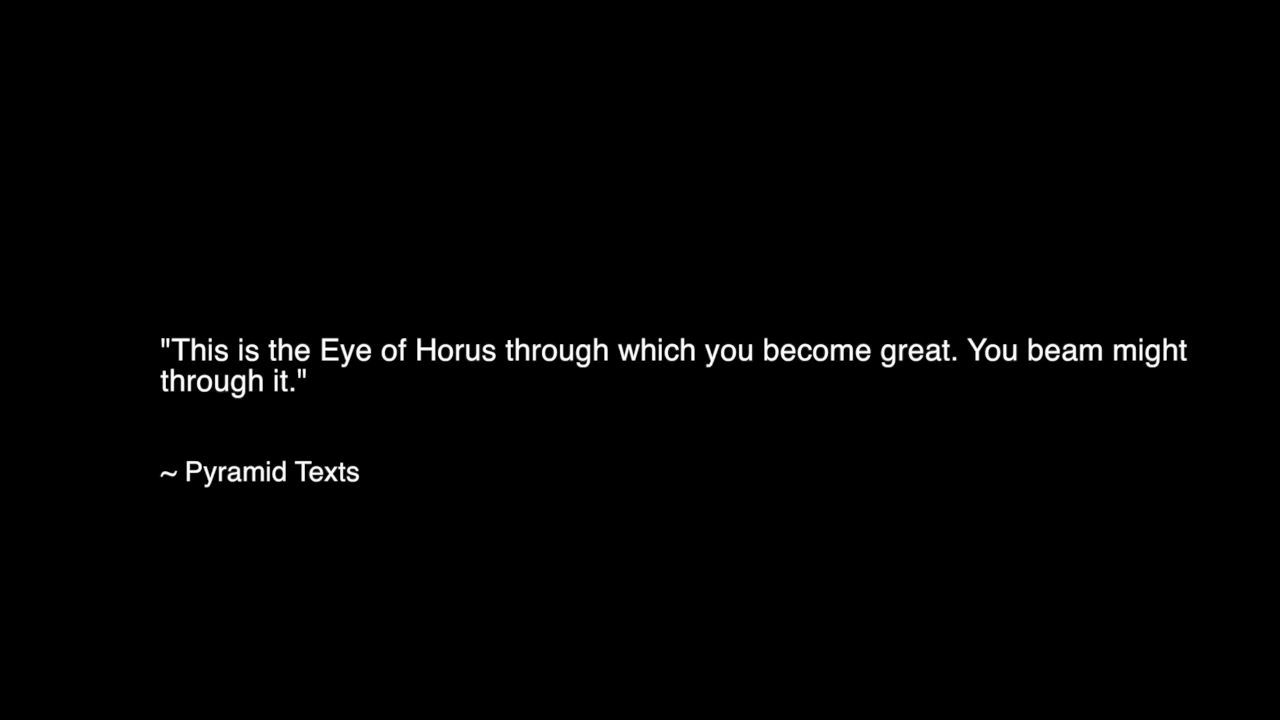 "This is the Eye of Horus through which you become great. You beam might
through it."
~ Pyramid Texts